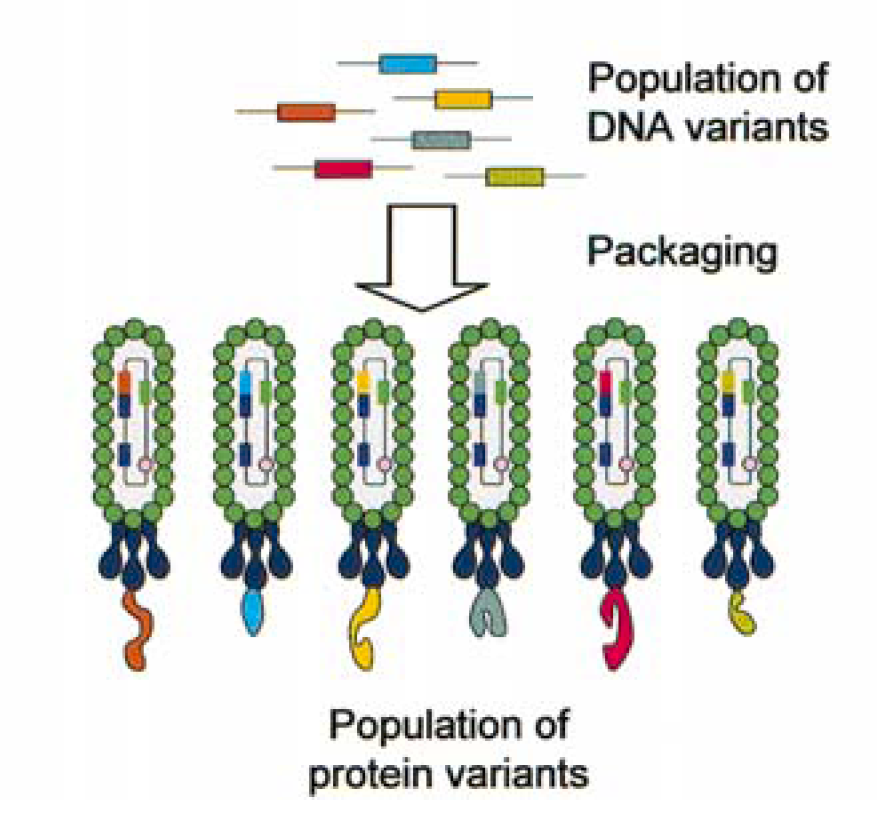 Population of
DNA variants
Packaging
Population of
protein variants